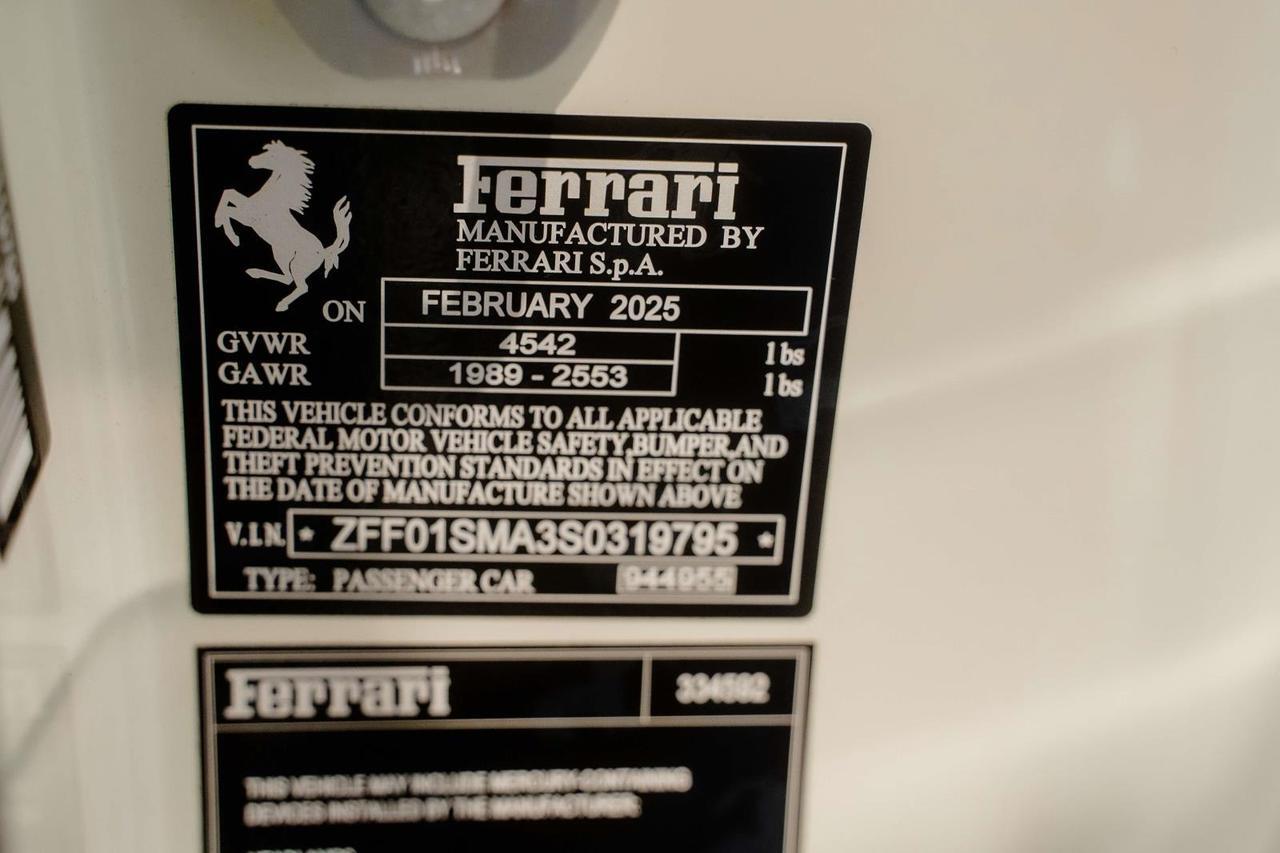 Ferrari
MANUFACTURED BY
FERRARI S.p.A.
ON FEBRUARY 2025
GVWR 4542 lbs
GAWR 1989 - 2553 lbs
THIS VEHICLE CONFORMS TO ALL APPLICABLE
FEDERAL MOTOR VEHICLE SAFETY,BUMPER,AND
THEFT PREVENTION STANDARDS IN EFFECT ON
THE DATE OF MANUFACTURE SHOWN ABOVE
V.I.N. * ZFF01SMA3S0319795 *
TYPE: PASSENGER CAR 944955
Ferrari 334592
THIS VEHICLE MAY INCLUDE MERCURY CONTAINING
DEVICES INSTALLED BY THE MANUFACTURER: